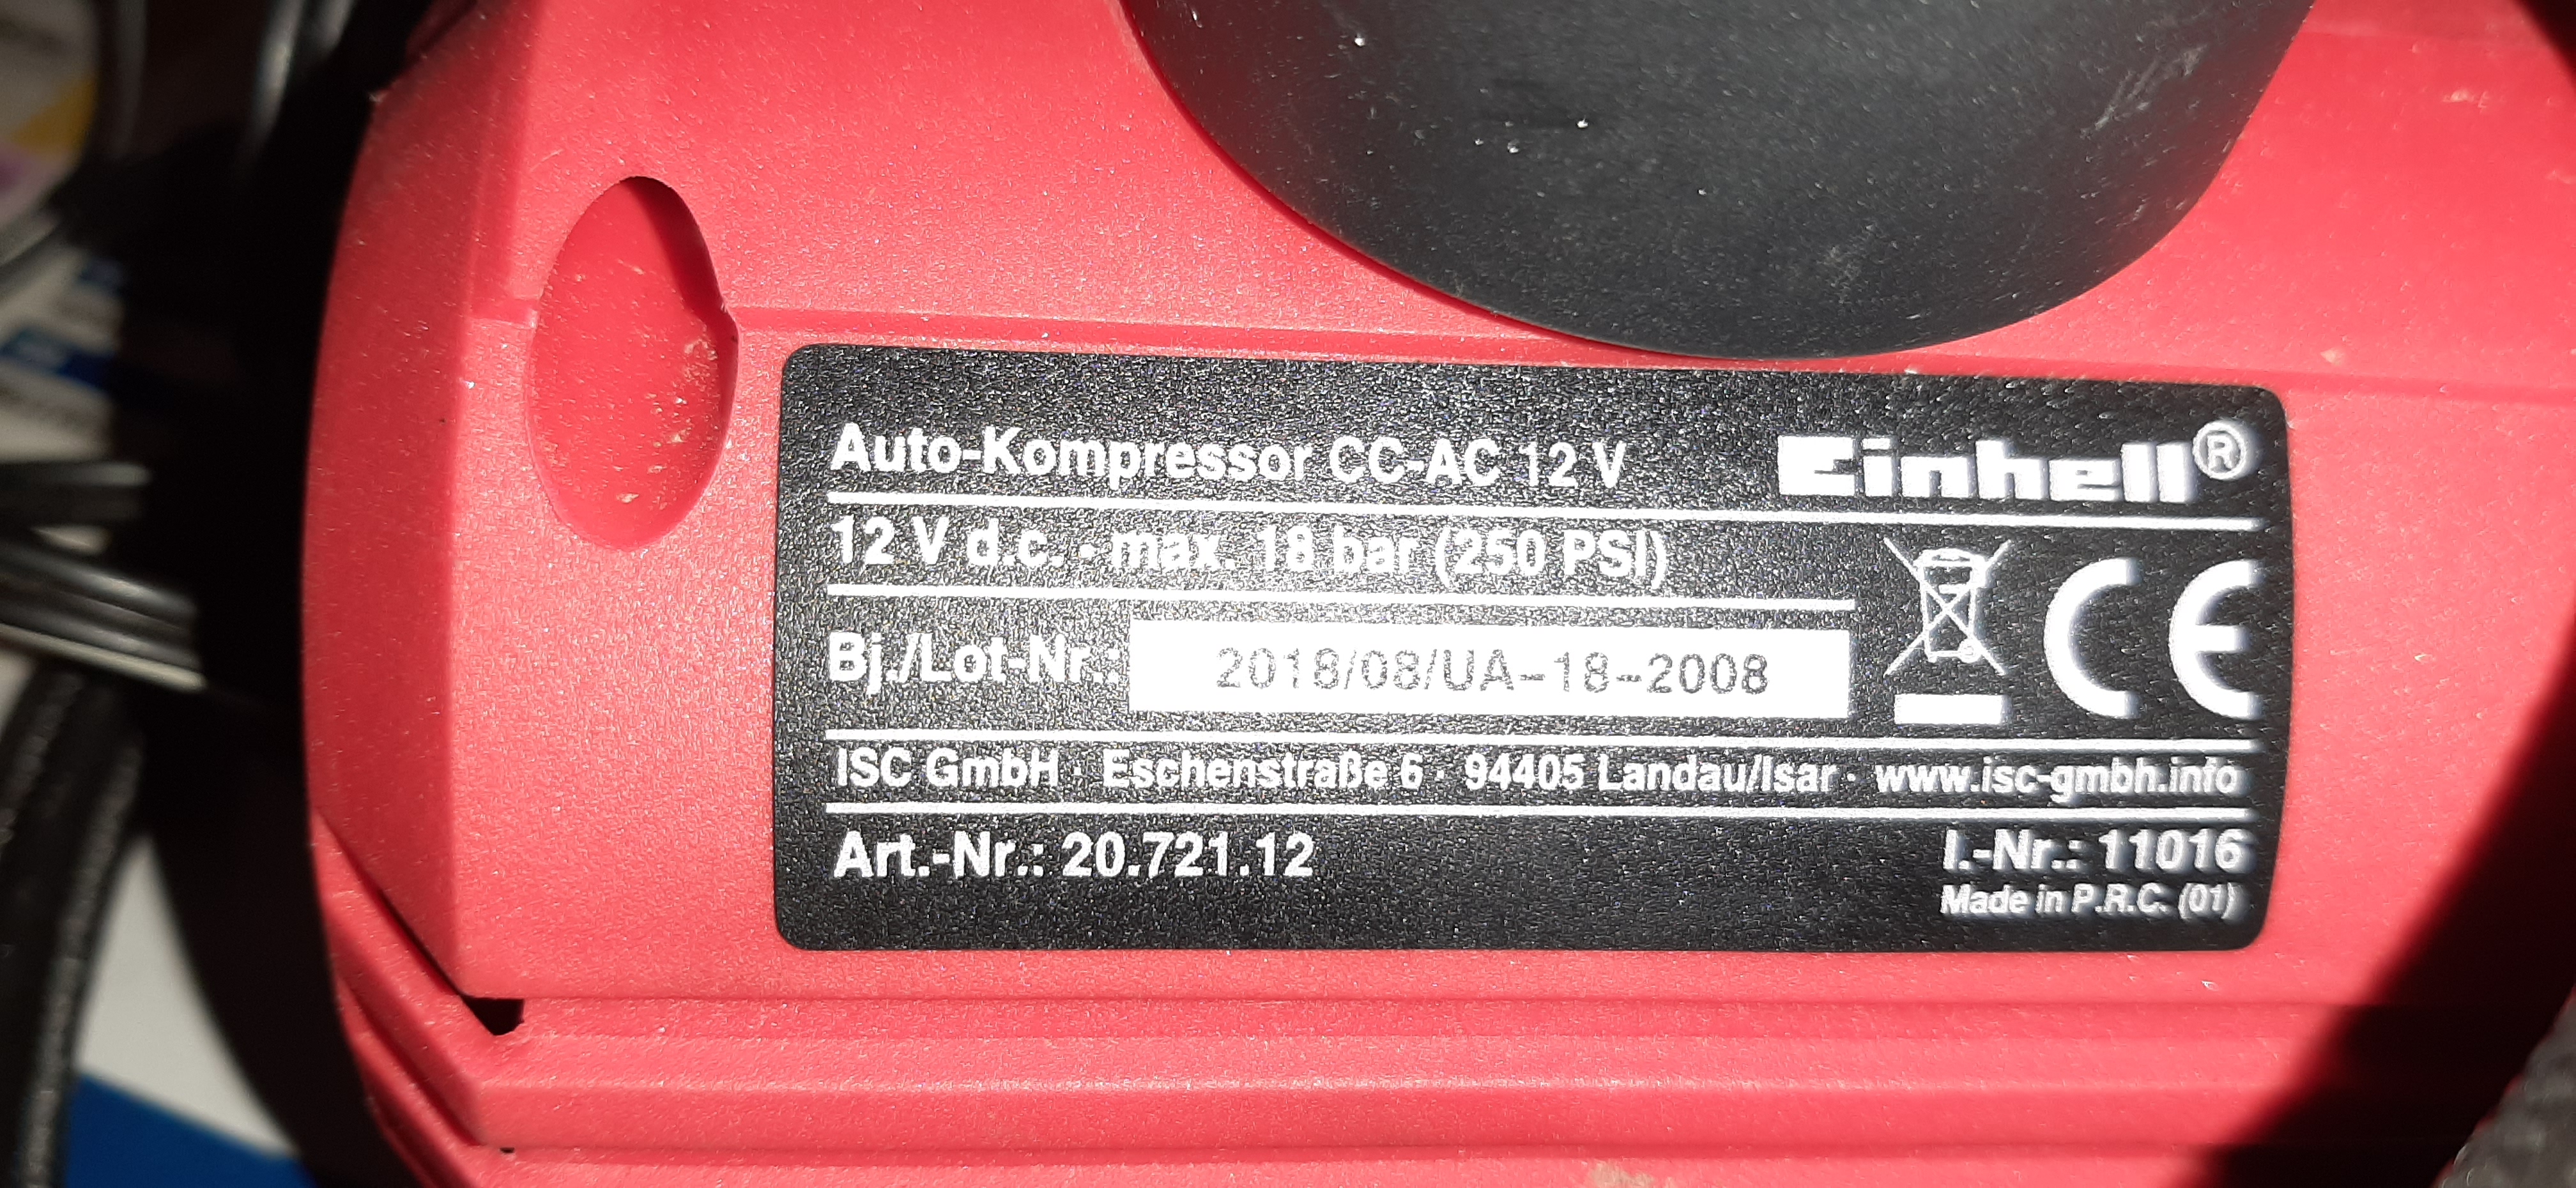 Auto-Kompressor CC-AC 12 V Einhell®
12 V d.c. · max. 18 bar (250 PSI)
CE
Bj./Lot-Nr.: 2018/08/UA-18-2008
ISC GmbH · Eschenstraße 6 · 94405 Landau/Isar · www.isc-gmbh.info
Art.-Nr.: 20.721.12 I.-Nr.: 11016
Made in P.R.C. (01)